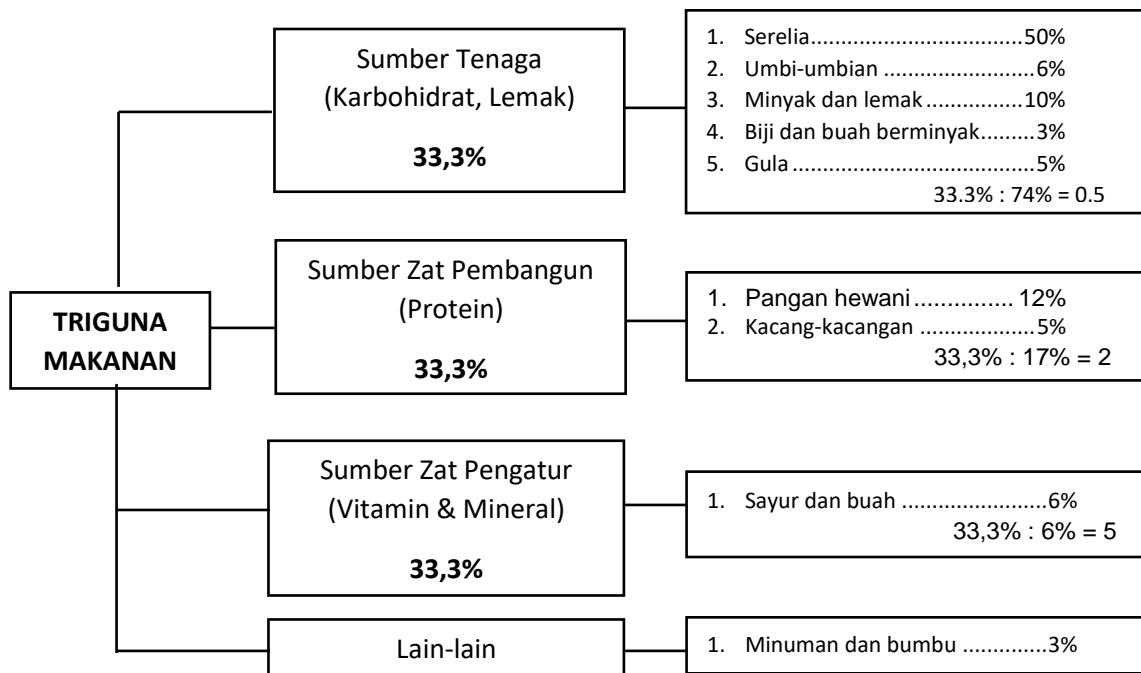 TRIGUNA
MAKANAN
Sumber Tenaga
(Karbohidrat, Lemak)
33,3%
1. Serelia.................................50%
2. Umbi-umbian .......................6%
3. Minyak dan lemak...............10%
4. Biji dan buah berminyak.........3%
5. Gula .....................................5%
33.3% : 74% = 0.5
Sumber Zat Pembangun
(Protein)
33,3%
1. Pangan hewani............... 12%
2. Kacang-kacangan ..................5%
33,3% : 17% = 2
Sumber Zat Pengatur
(Vitamin & Mineral)
33,3%
1. Sayur dan buah ......................6%
33,3% : 6% = 5
Lain-lain
1. Minuman dan bumbu .............3%